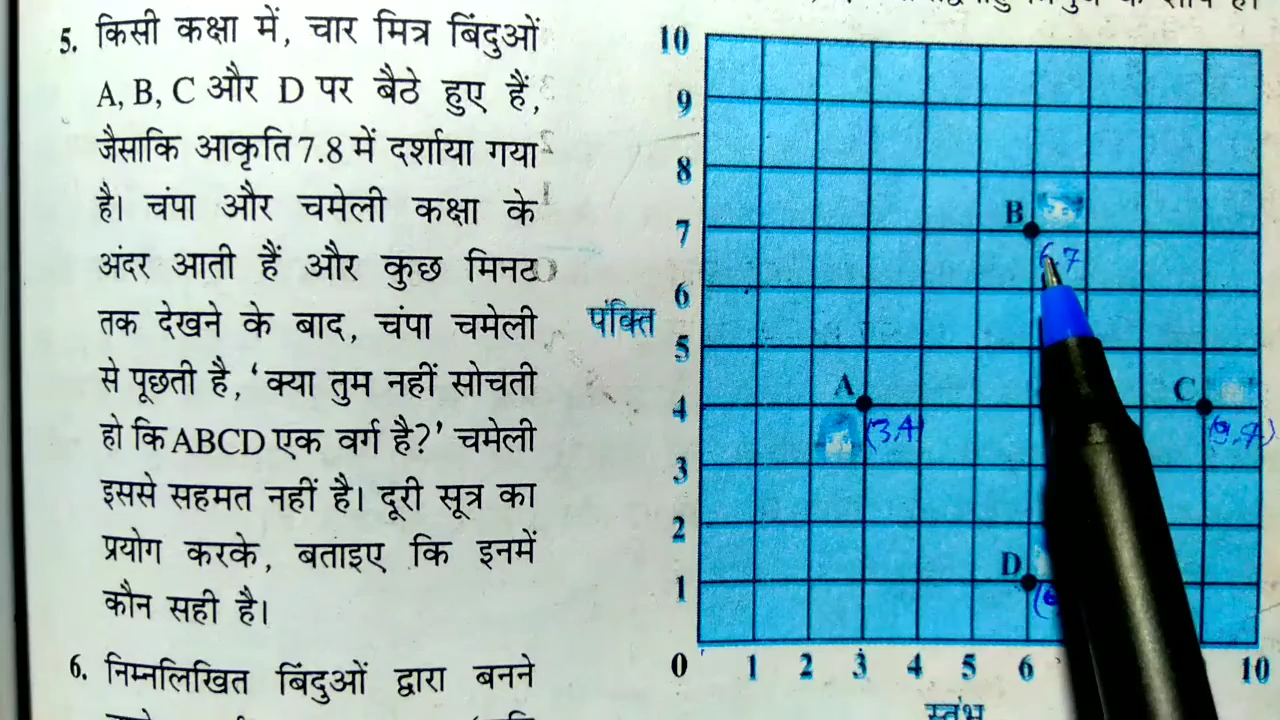 5. किसी कक्षा में, चार मित्र बिंदुओं
A, B, C और D पर बैठे हुए हैं,
जैसाकि आकृति 7.8 में दर्शाया गया
है। चंपा और चमेली कक्षा के
अंदर आती हैं और कुछ मिनट
तक देखने के बाद, चंपा चमेली
से पूछती है, ‘क्या तुम नहीं सोचती
हो कि ABCD एक वर्ग है?’ चमेली
इससे सहमत नहीं है। दूरी सूत्र का
प्रयोग करके, बताइए कि इनमें
कौन सही है।
6. निम्नलिखित बिंदुओं द्वारा बनने
10
9
8
7
6
5
4
3
2
1
पंक्ति
B
6,7
A
(3,4)
C
(9,4)
D
(6
0 1 2 3 4 5 6 10
स्तंभ